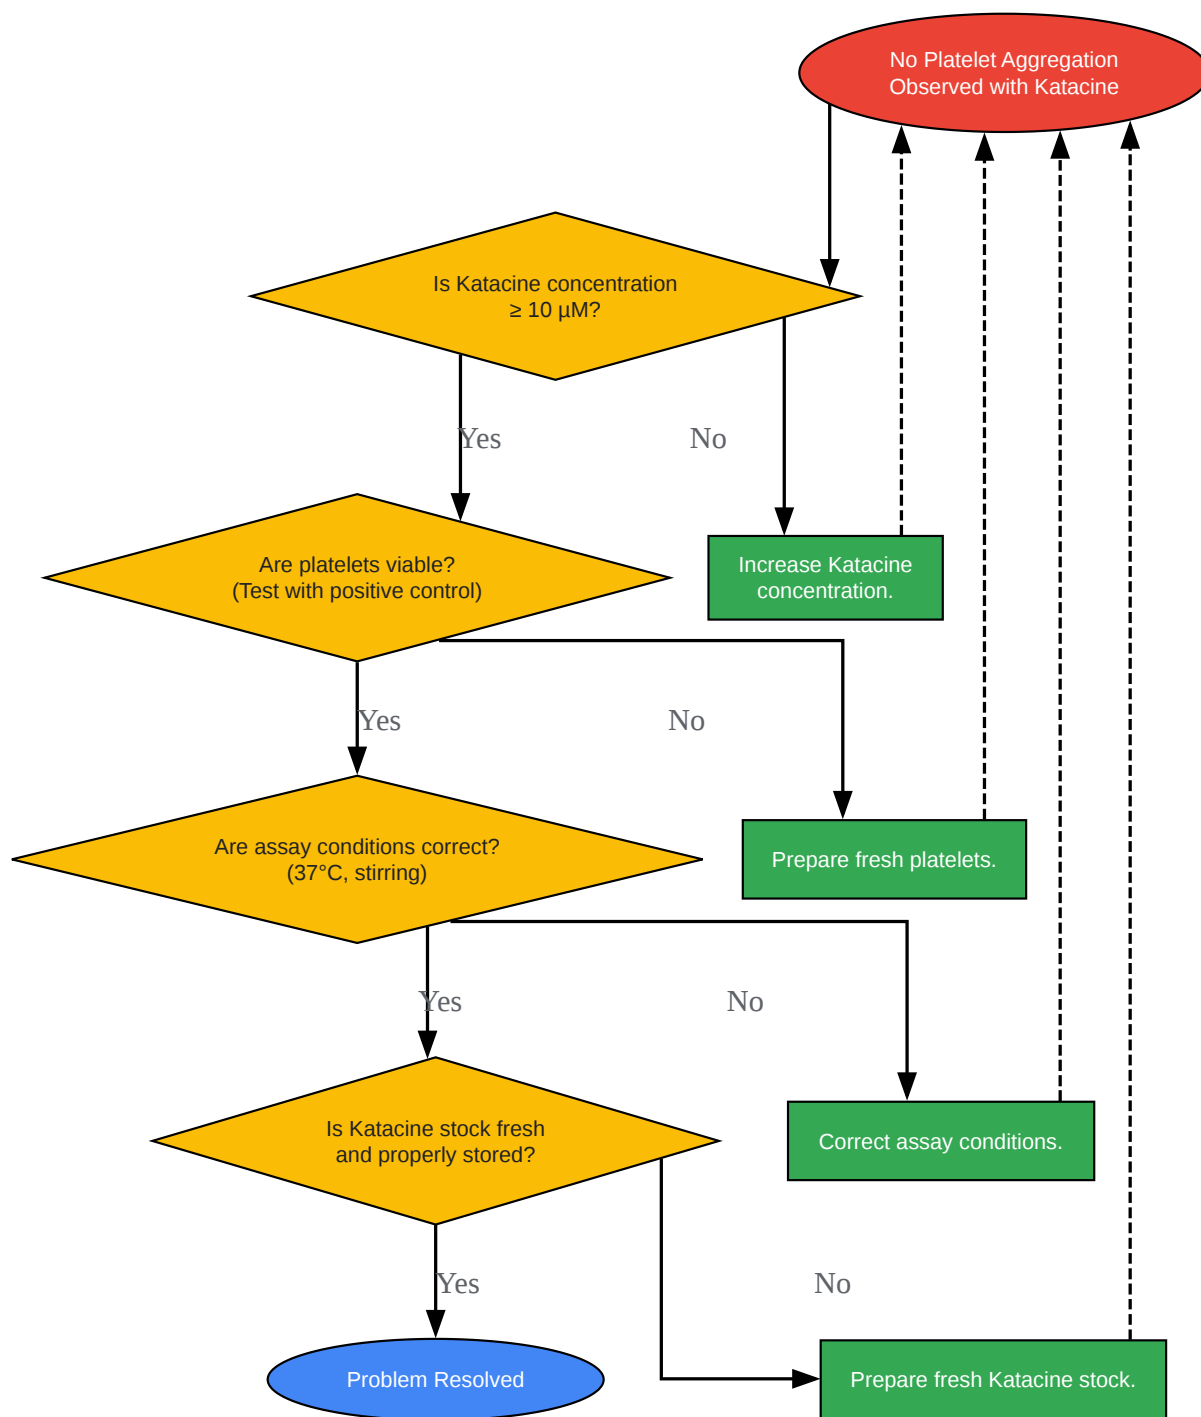 No Platelet Aggregation
Observed with Katacine
Is Katacine concentration
≥ 10 µM?
Yes
No
Are platelets viable?
(Test with positive control)
Increase Katacine
concentration.
Yes
No
Are assay conditions correct?
(37°C, stirring)
Prepare fresh platelets.
Yes
No
Is Katacine stock fresh
and properly stored?
Correct assay conditions.
Yes
No
Problem Resolved
Prepare fresh Katacine stock.